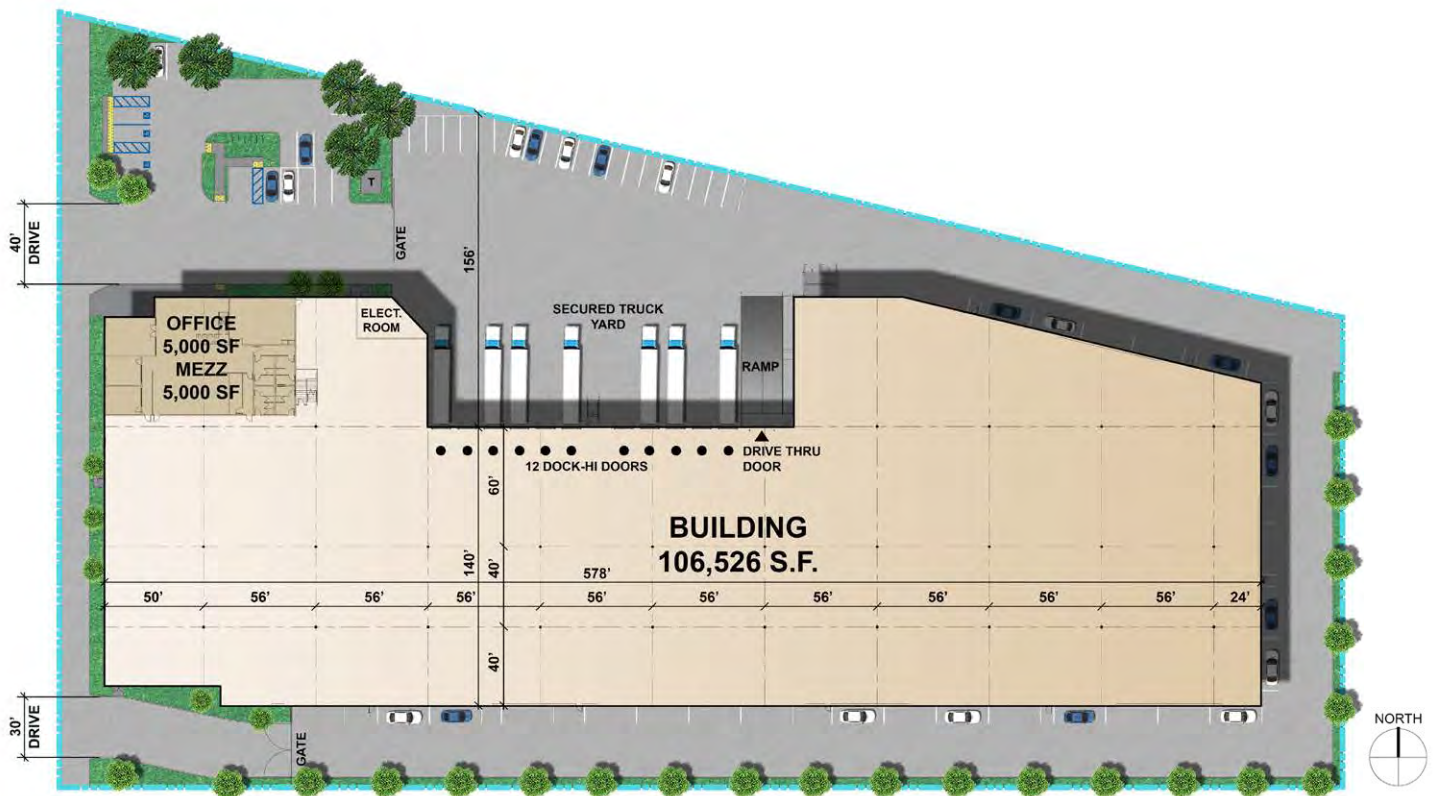 T
40'
DRIVE
GATE
156'
ELECT.
ROOM
SECURED TRUCK
YARD
OFFICE
5,000 SF
MEZZ
5,000 SF
RAMP
12 DOCK-HI DOORS
DRIVE THRU
DOOR
60'
BUILDING
106,526 S.F.
140'
40'
578'
50'
56'
56'
56'
56'
56'
56'
56'
56'
56'
24'
40'
30'
DRIVE
GATE
NORTH